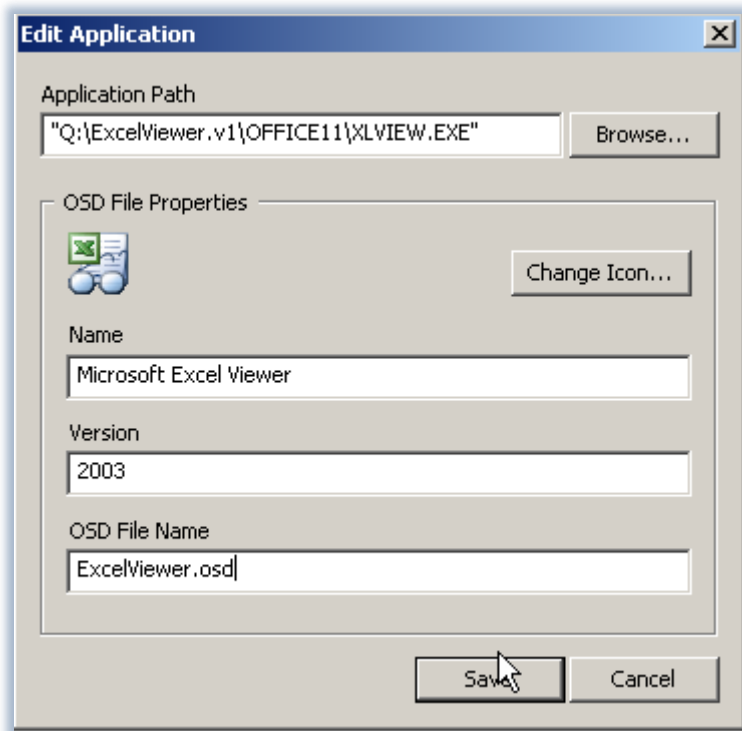 Edit Application
Application Path
"Q:\ExcelViewer.v1\OFFICE11\XLVIEW.EXE"
Browse...
OSD File Properties
Change Icon...
Name
Microsoft Excel Viewer
Version
2003
OSD File Name
ExcelViewer.osd
Save
Cancel